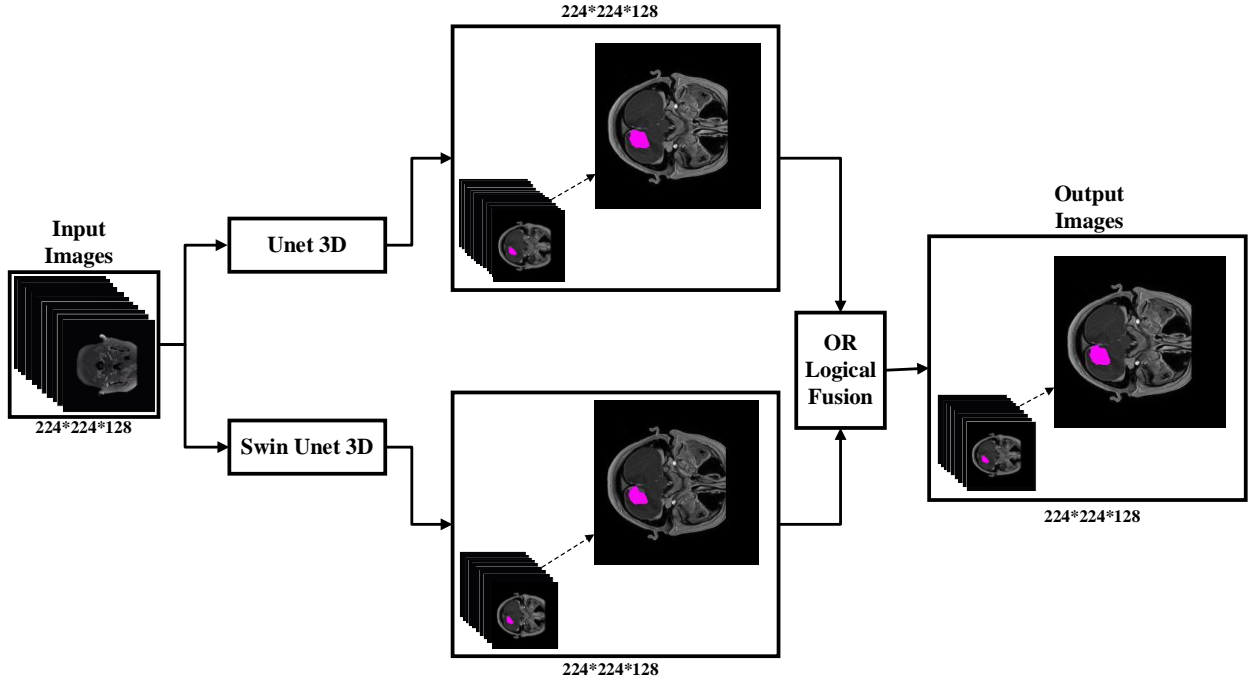 224*224*128
Input
Images
224*224*128
Unet 3D
Swin Unet 3D
224*224*128
OR
Logical
Fusion
Output
Images
224*224*128